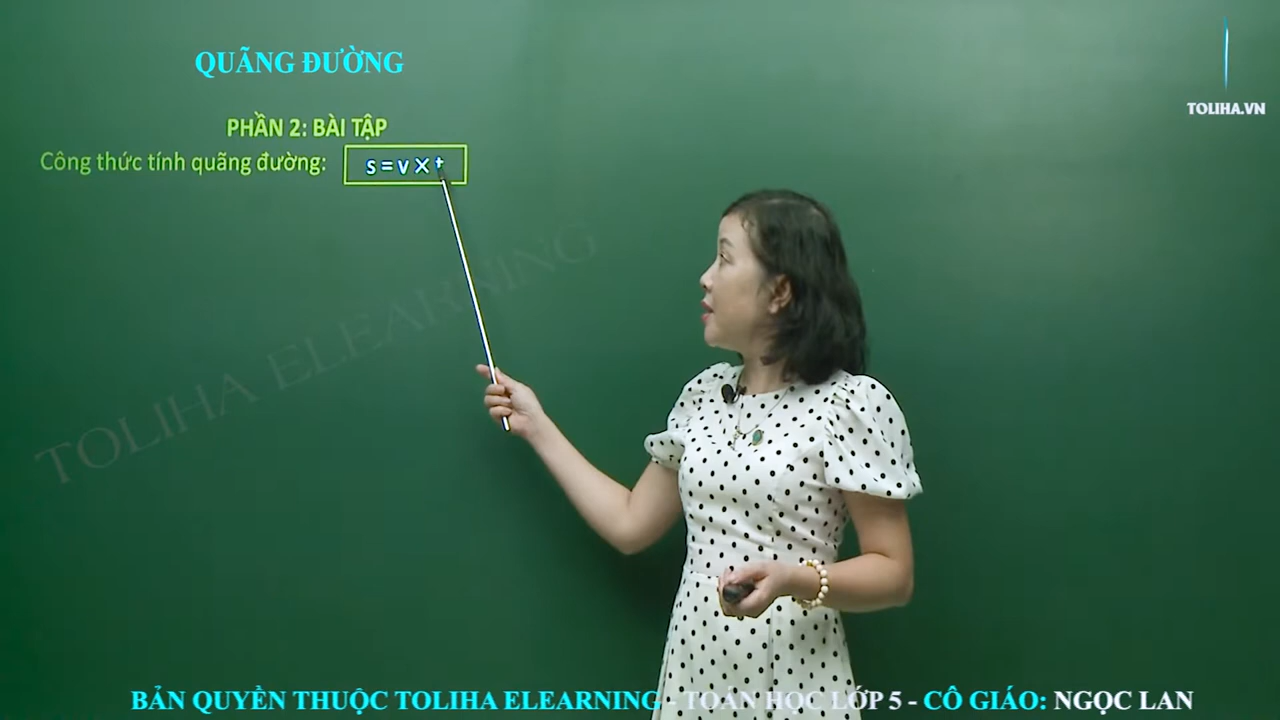 QUÃNG ĐƯỜNG
TOLIHA.VN
PHẦN 2: BÀI TẬP
Công thức tính quãng đường: s = v × t
TOLIHA ELEARNING
BẢN QUYỀN THUỘC TOLIHA ELEARNING - TOÁN HỌC LỚP 5 - CÔ GIÁO: NGỌC LAN